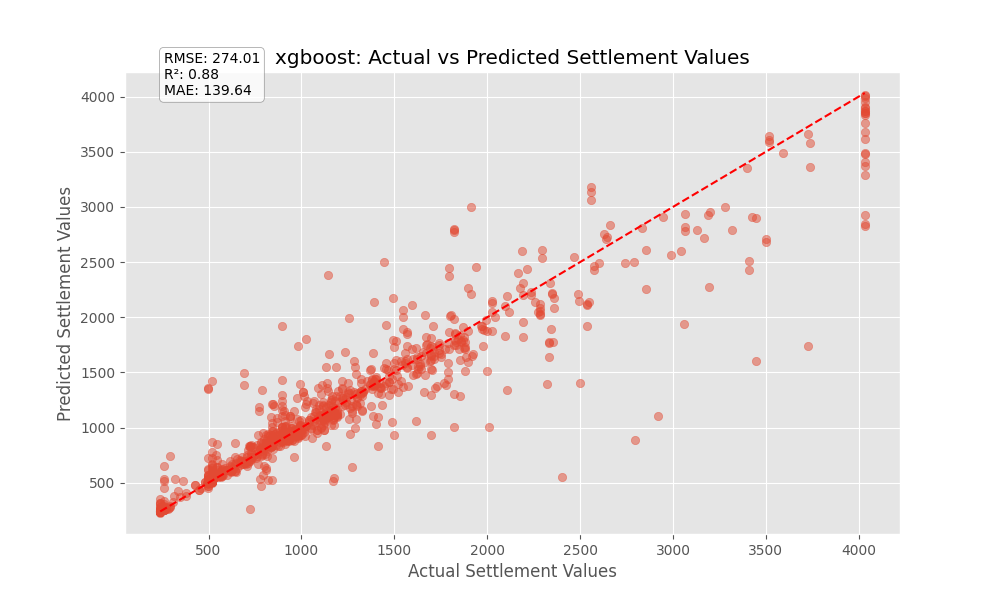 xgboost: Actual vs Predicted Settlement Values
RMSE: 274.01
R²: 0.88
MAE: 139.64
Predicted Settlement Values
4000
3500
3000
2500
2000
1500
1000
500
500 1000 1500 2000 2500 3000 3500 4000
Actual Settlement Values